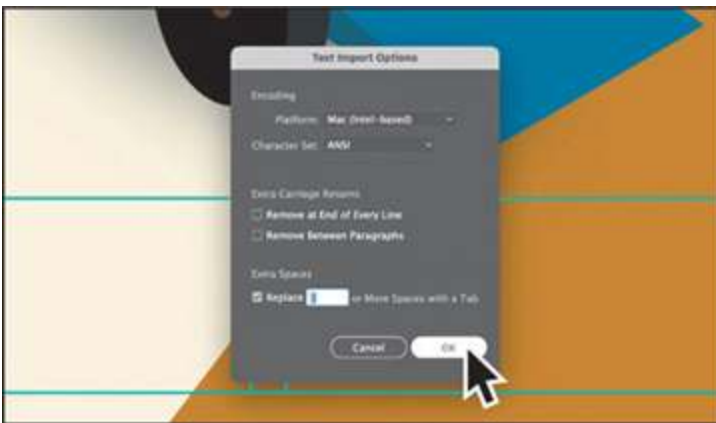 Text Import Options
Encoding
Platform: Mac (Intel-based)
Character Set: ANSI
Extra Carriage Returns
Remove at End of Every Line
Remove Between Paragraphs
Extra Spaces
Replace or More Spaces with a Tab
Cancel
OK